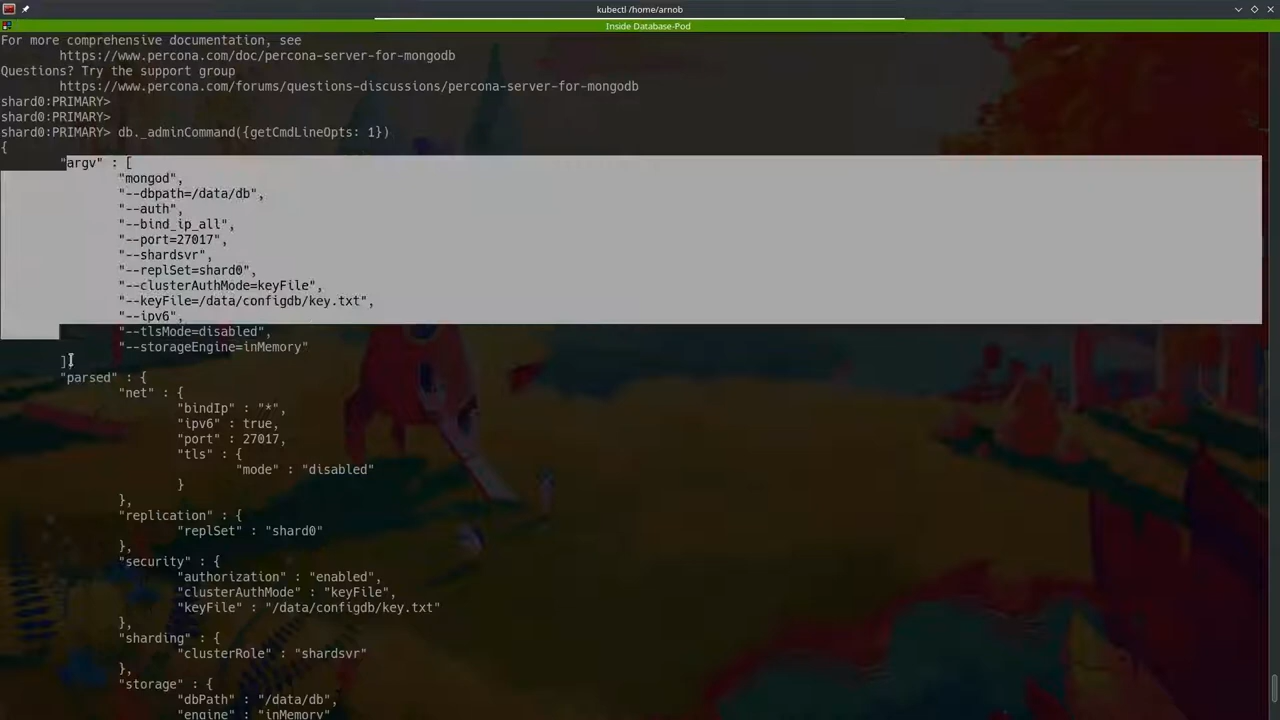 kubectl /home/arnob
Inside Database-Pod
For more comprehensive documentation, see
https://www.percona.com/doc/percona-server-for-mongodb
Questions? Try the support group
https://www.percona.com/forums/questions-discussions/percona-server-for-mongodb
shard0:PRIMARY>
shard0:PRIMARY>
shard0:PRIMARY> db._adminCommand({getCmdLineOpts: 1})
{
"argv" : [
"mongod",
"--dbpath=/data/db",
"--auth",
"--bind_ip_all",
"--port=27017",
"--shardsvr",
"--replSet=shard0",
"--clusterAuthMode=keyFile",
"--keyFile=/data/configdb/key.txt",
"--ipv6",
"--tlsMode=disabled",
"--storageEngine=inMemory"
],
"parsed" : {
"net" : {
"bindIp" : "*",
"ipv6" : true,
"port" : 27017,
"tls" : {
"mode" : "disabled"
}
},
"replication" : {
"replSet" : "shard0"
},
"security" : {
"authorization" : "enabled",
"clusterAuthMode" : "keyFile",
"keyFile" : "/data/configdb/key.txt"
},
"sharding" : {
"clusterRole" : "shardsvr"
},
"storage" : {
"dbPath" : "/data/db",
"engine" : "inMemory"